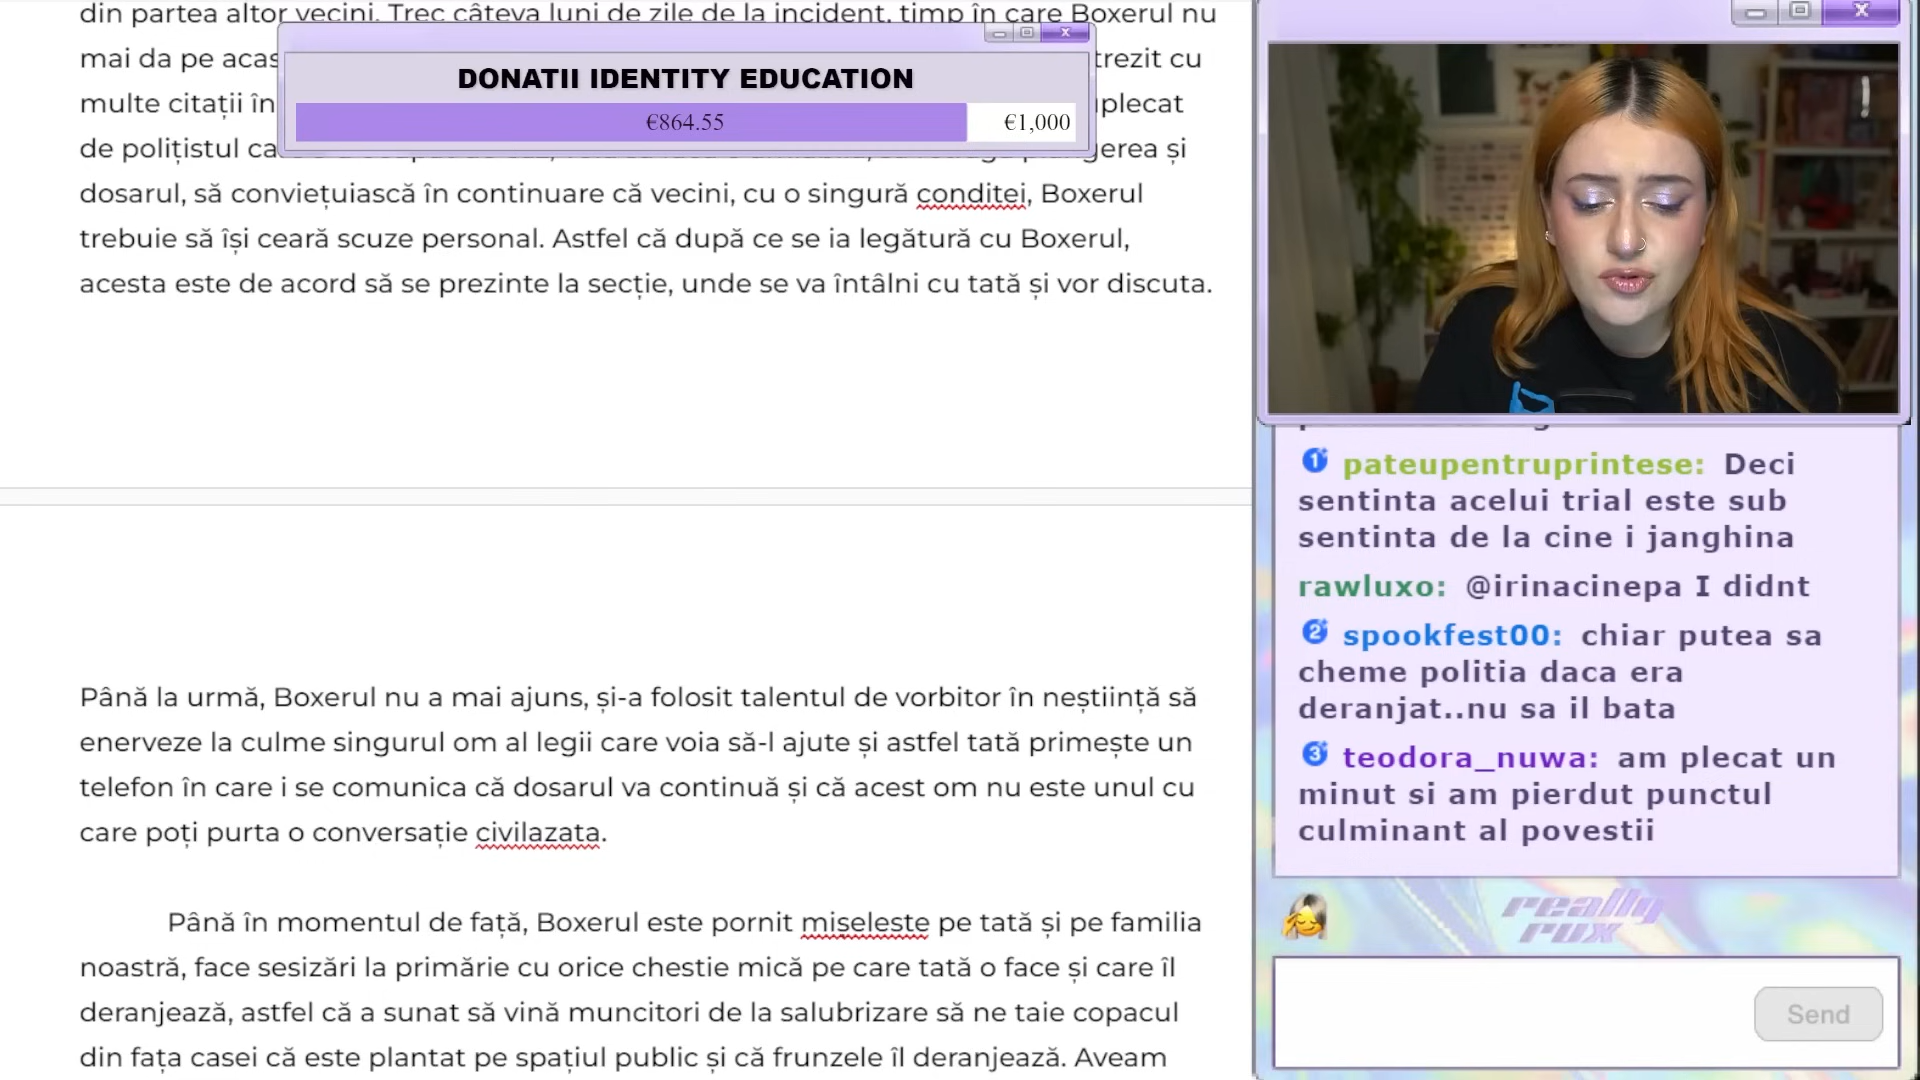 din partea altor vecini. Trec câteva luni de zile de la incident, timp în care Boxerul nu
mai da pe trezit cu
multe citații în
de polițistul
dosarul, să conviețuiască în continuare că vecini, cu o singură condiței, Boxerul
trebuie să își ceară scuze personal. Astfel că după ce se ia legătură cu Boxerul,
acesta este de acord să se prezinte la secție, unde se va întâlni cu tată și vor discuta.
DONATII IDENTITY EDUCATION
€864.55 €1,000
Până la urmă, Boxerul nu a mai ajuns, și-a folosit talentul de vorbitor în neștiință să
enerveze la culme singurul om al legii care voia să-l ajute și astfel tată primește un
telefon în care i se comunica că dosarul va continuă și că acest om nu este unul cu
care poți purta o conversație civilazata.
Până în momentul de față, Boxerul este pornit mișelește pe tată și pe familia
noastră, face sesizări la primărie cu orice chestie mică pe care tată o face și care îl
deranjează, astfel că a sunat să vină muncitori de la salubrizare să ne taie copacul
din fața casei că este plantat pe spațiul public și că frunzele îl deranjează. Aveam
1 pateupentruprintese: Deci
sentinta acelui trial este sub
sentinta de la cine i janghina
rawluxo: @irinacinepa I didnt
2 spookfest00: chiar putea sa
cheme politia daca era
deranjat..nu sa il bata
3 teodora_nuwa: am plecat un
minut si am pierdut punctul
culminant al povestii
really
rux
Send